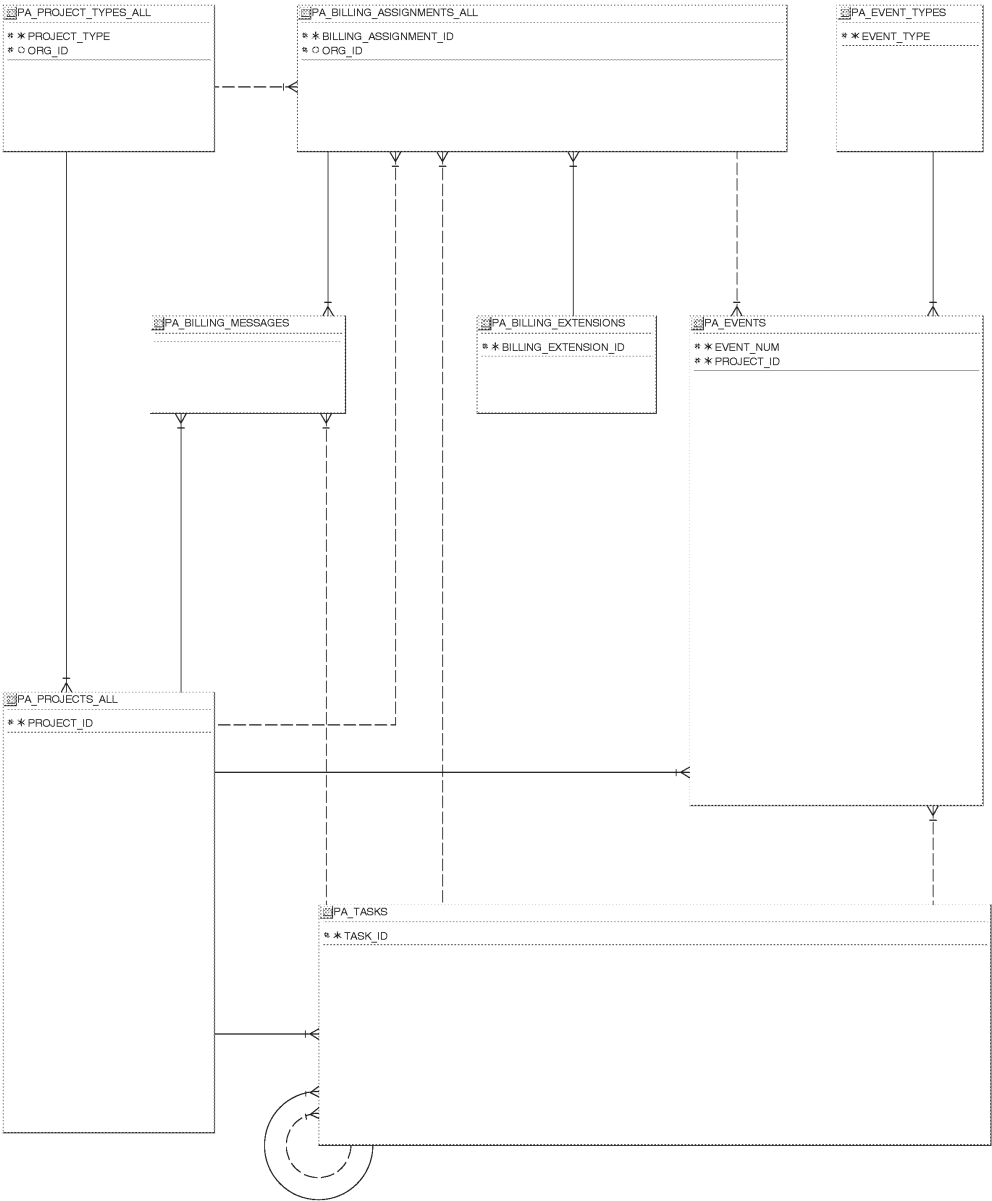 PA_PROJECT_TYPES_ALL
# * PROJECT_TYPE
# O ORG_ID
PA_BILLING_ASSIGNMENTS_ALL
# * BILLING_ASSIGNMENT_ID
# O ORG_ID
PA_EVENT_TYPES
# * EVENT_TYPE
PA_BILLING_MESSAGES
PA_BILLING_EXTENSIONS
# * BILLING_EXTENSION_ID
PA_EVENTS
# * EVENT_NUM
# * PROJECT_ID
PA_PROJECTS_ALL
# * PROJECT_ID
PA_TASKS
# * TASK_ID